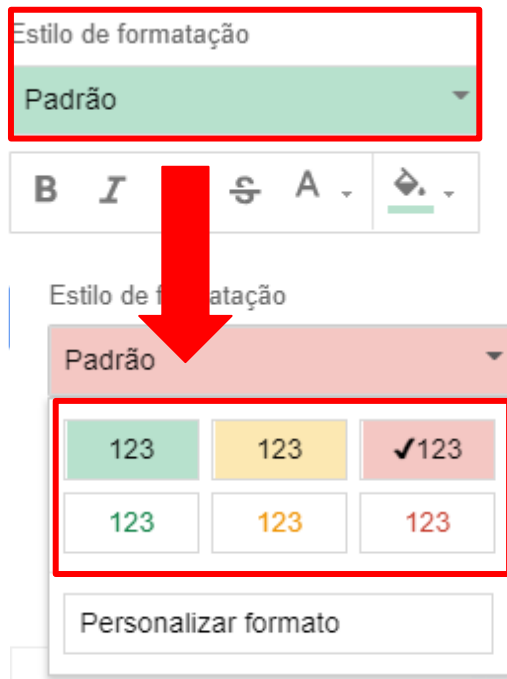 Estilo de formatação
Padrão
B I S A
Estilo de formatação
Padrão
123 123 ✔123
123 123 123
Personalizar formato